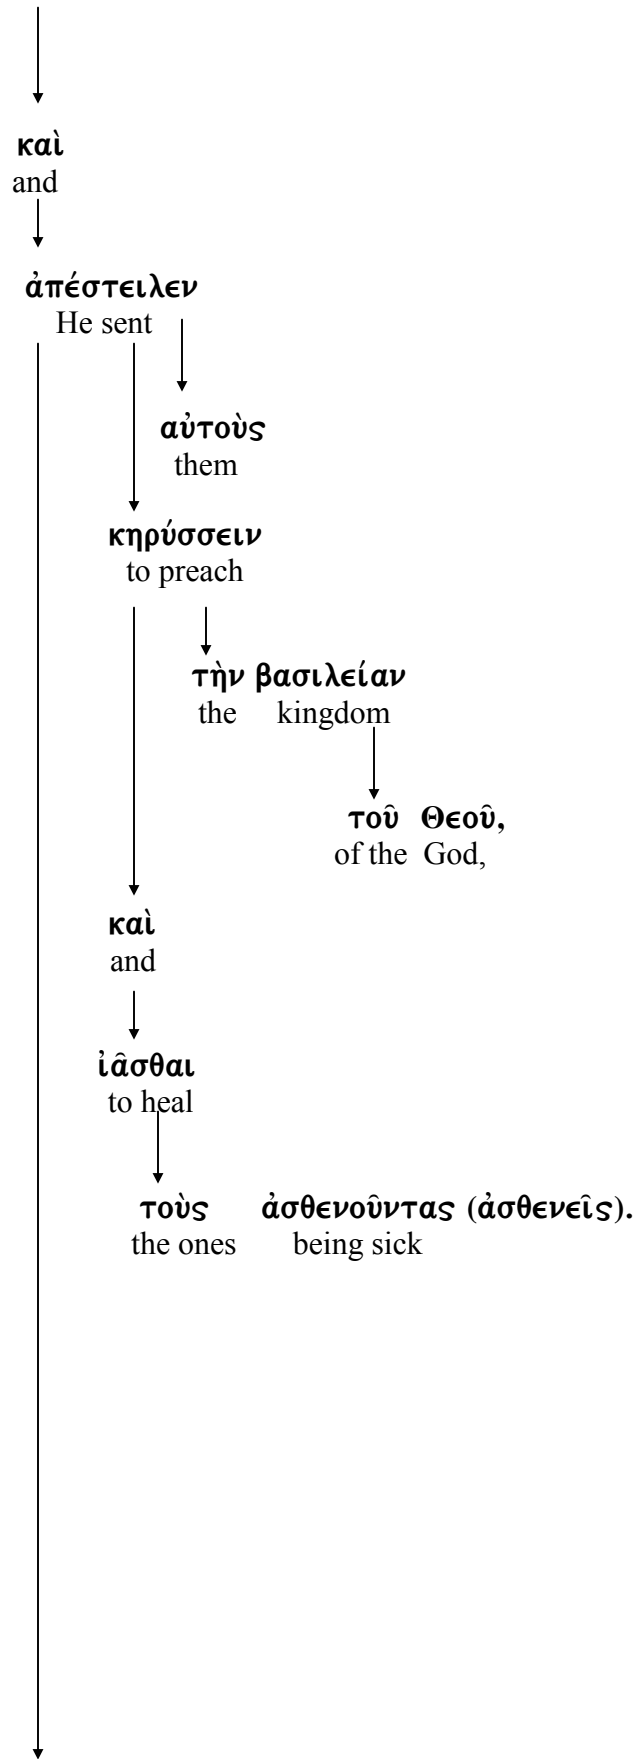 καὶ
and
ἀπέστειλεν
He sent
αὐτοὺς
them
κηρύσσειν
to preach
τὴν βασιλείαν
the kingdom
τοῦ Θεοῦ,
of the God,
καὶ
and
ἰᾶσθαι
to heal
τοὺς ἀσθενοῦντας (ἀσθενεῖς).
the ones being sick